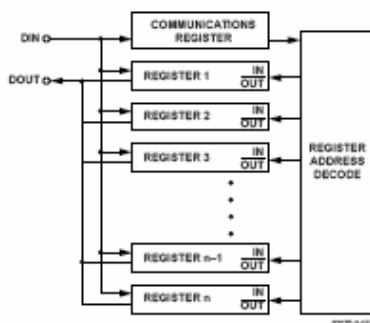 COMMUNICATIONS
REGISTER
DIN
DOUT
REGISTER 1
IN
OUT
REGISTER 2
IN
OUT
REGISTER 3
IN
OUT
REGISTER
ADDRESS
DECODE
REGISTER n–1
IN
OUT
REGISTER n
IN
OUT